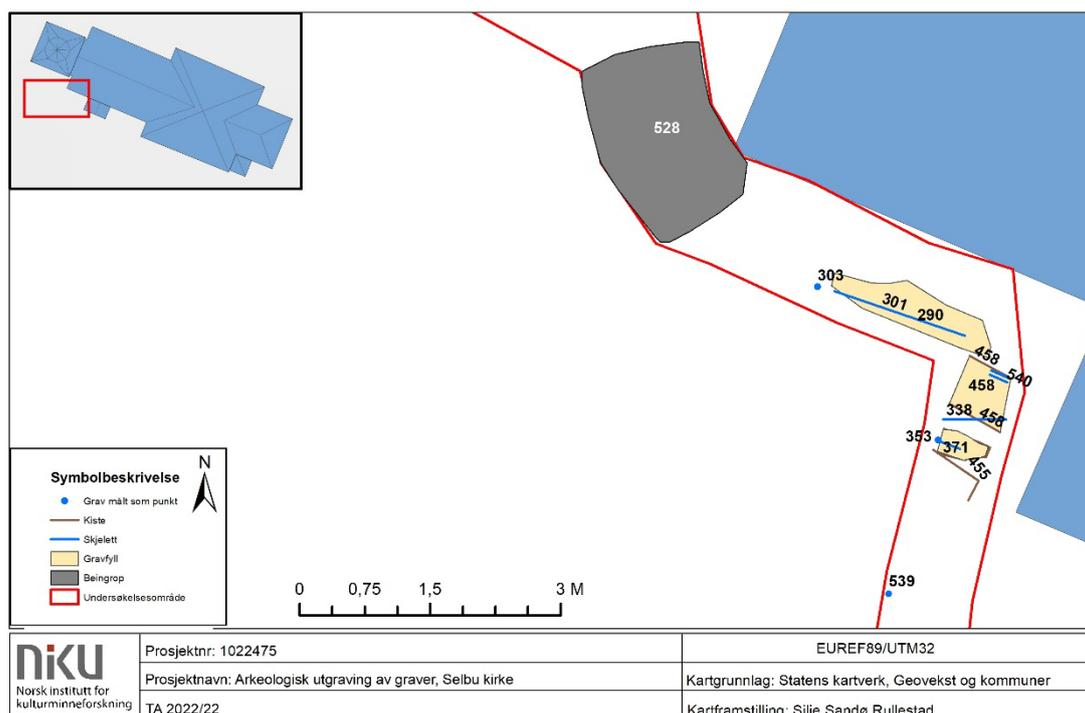 528
303
301
290
458
458
540
338
458
353
371
455
539
Symbolbeskrivelse
N
Grav målt som punkt
Kiste
Skjelett
Gravfyll
Beingrop
Undersøkelsesområde
0 0,75 1,5 3 M
niku
Norsk institutt for
kulturminneforskning
Prosjektnr: 1022475
Prosjektnavn: Arkeologisk utgraving av graver, Selbu kirke
TA 2022/22
EUREF89/UTM32
Kartgrunnlag: Statens kartverk, Geovekst og kommuner
Kartframstilling: Silje Sandø Rullestad